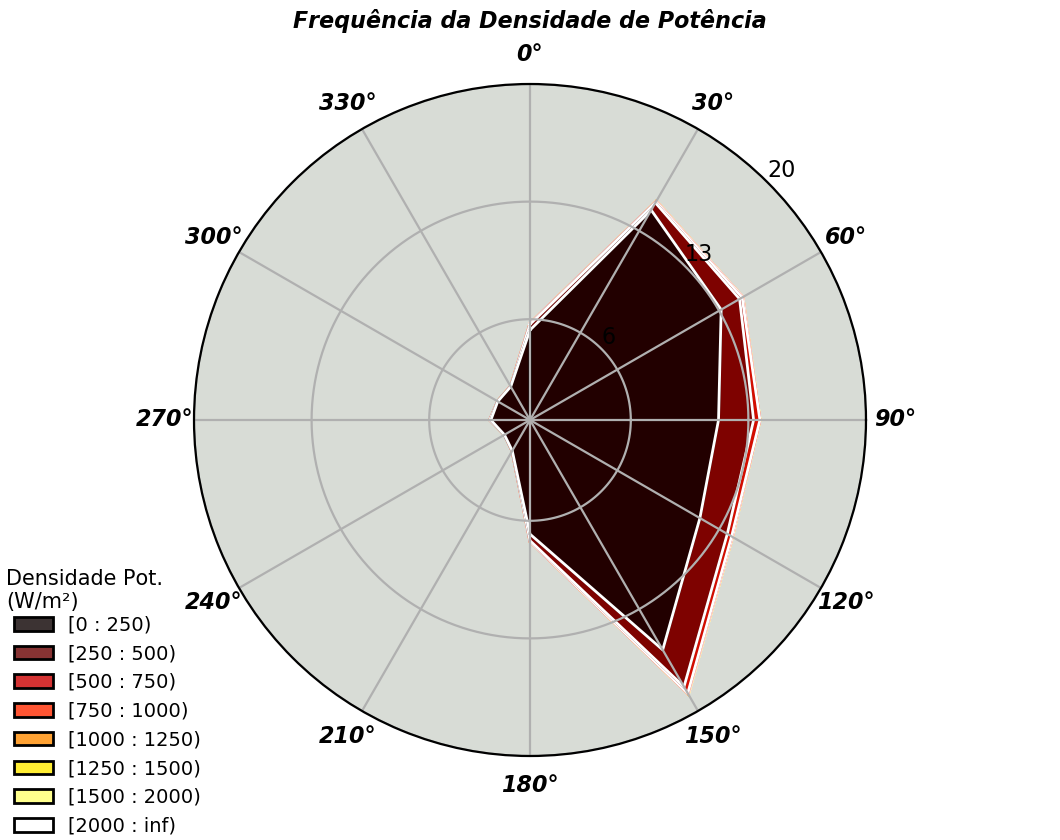 Frequência da Densidade de Potência
0°
330°
30°
20
300°
60°
13
6
270°
90°
240°
120°
210°
150°
180°
Densidade Pot.
(W/m²)
[0 : 250)
[250 : 500)
[500 : 750)
[750 : 1000)
[1000 : 1250)
[1250 : 1500)
[1500 : 2000)
[2000 : inf)